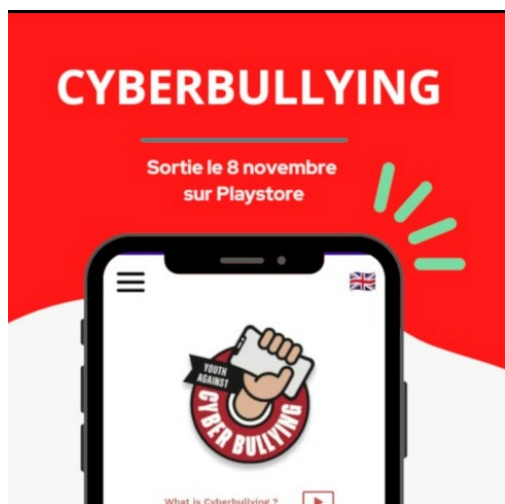 CYBERBULLYING
Sortie le 8 novembre
sur Playstore
YOUTH
AGAINST
CYBER BULLYING
What is Cyberbullying ?